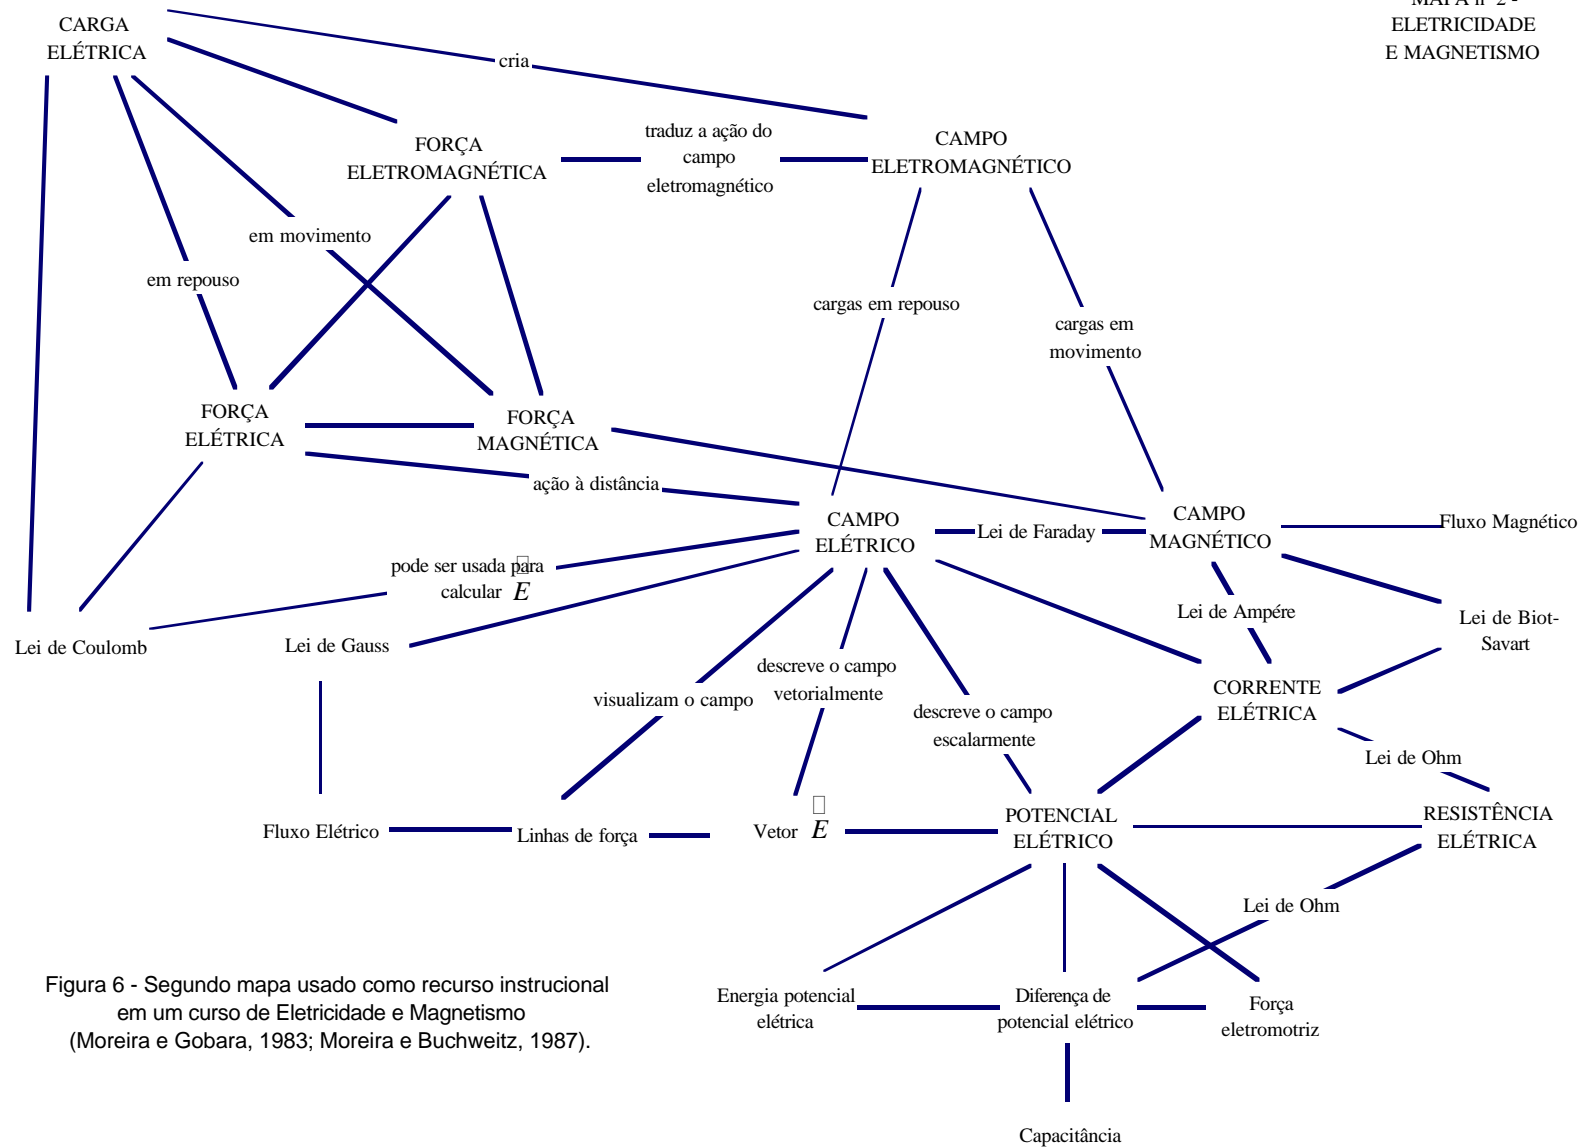 MAPA nº 2 -
ELETRICIDADE
E MAGNETISMO
CARGA
ELÉTRICA
cria
FORÇA
ELETROMAGNÉTICA
traduz a ação do
campo
eletromagnético
CAMPO
ELETROMAGNÉTICO
em movimento
em repouso
cargas em repouso
cargas em
movimento
FORÇA
ELÉTRICA
FORÇA
MAGNÉTICA
ação à distância
CAMPO
ELÉTRICO
Lei de Faraday
CAMPO
MAGNÉTICO
Fluxo Magnético
pode ser usada para
calcular E
Lei de Ampére
Lei de Biot-
Savart
Lei de Coulomb
Lei de Gauss
visualizam o campo
descreve o campo
vetorialmente
descreve o campo
escalarmente
CORRENTE
ELÉTRICA
Lei de Ohm
Fluxo Elétrico
Linhas de força
Vetor E
POTENCIAL
ELÉTRICO
RESISTÊNCIA
ELÉTRICA
Lei de Ohm
Energia potencial
elétrica
Diferença de
potencial elétrico
Força
eletromotriz
Capacitância
Figura 6 - Segundo mapa usado como recurso instrucional
em um curso de Eletricidade e Magnetismo
(Moreira e Gobara, 1983; Moreira e Buchweitz, 1987).